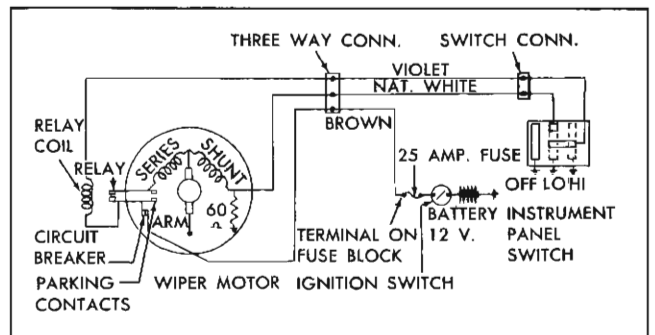 THREE WAY CONN.
SWITCH CONN.
VIOLET
NAT. WHITE
BROWN
RELAY
COIL
RELAY
SERIES
SHUNT
25 AMP. FUSE
60
Ω
ARM
OFF LO HI
CIRCUIT
BREAKER
TERMINAL ON
FUSE BLOCK
BATTERY
12 V.
INSTRUMENT
PANEL
SWITCH
PARKING
CONTACTS
WIPER MOTOR
IGNITION SWITCH